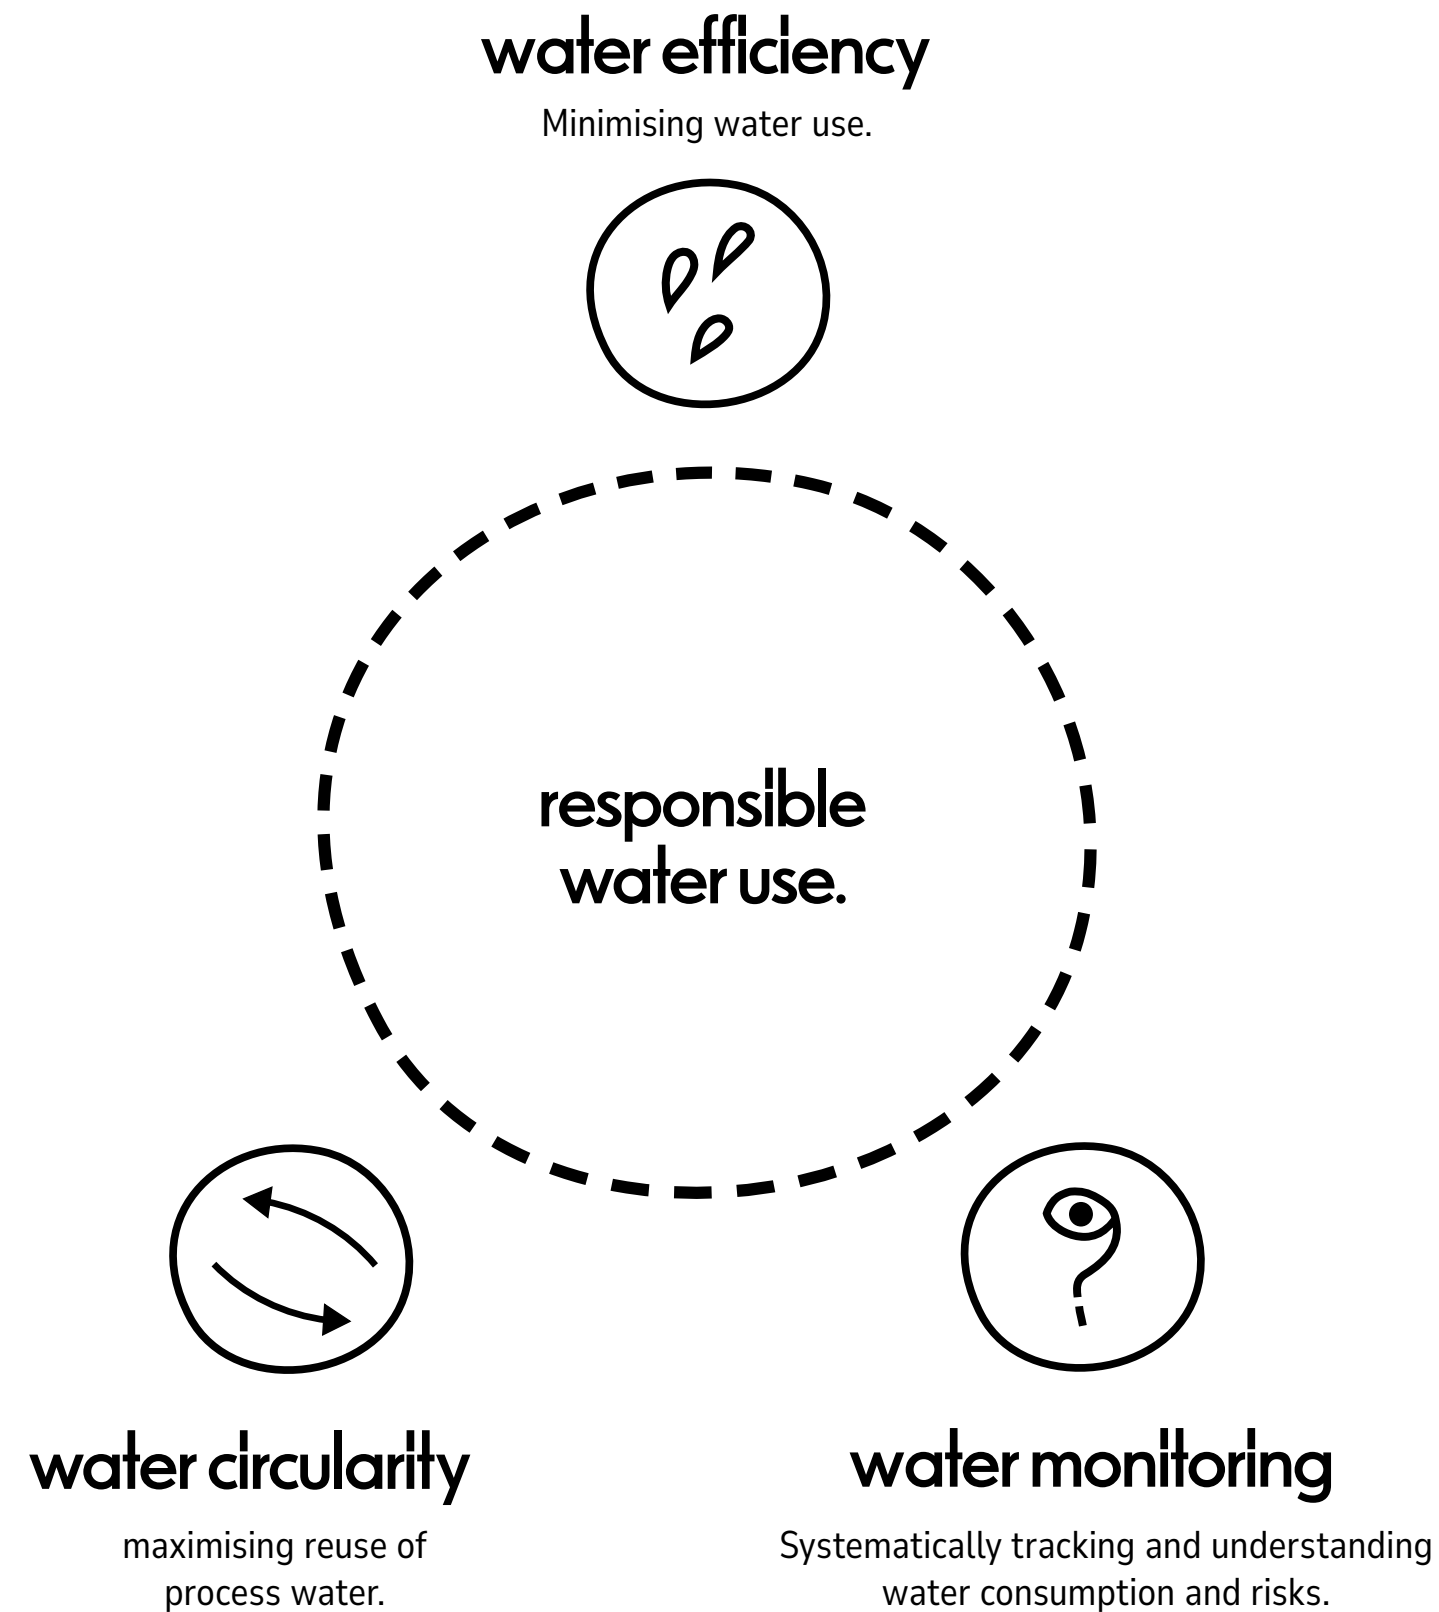 water efficiency
Minimising water use.
responsible
water use.
water circularity
maximising reuse of
process water.
water monitoring
Systematically tracking and understanding
water consumption and risks.